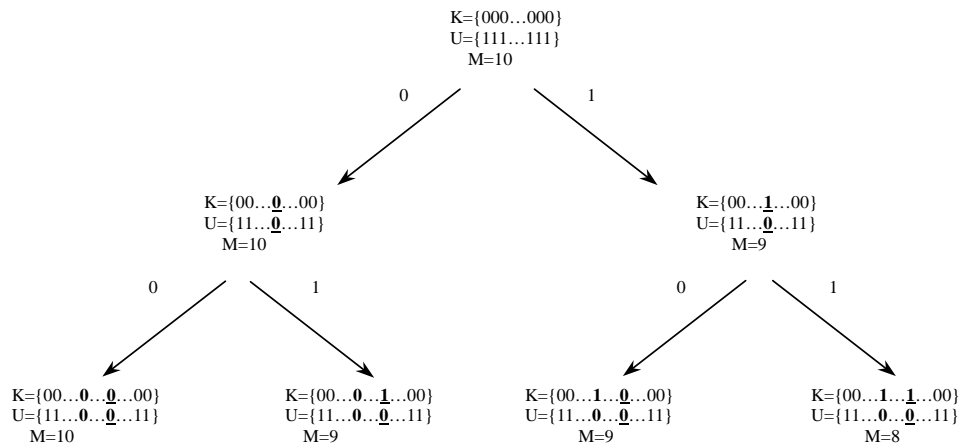 K={000…000}
U={111…111}
M=10
0 1
K={00…0…00} K={00…1…00}
U={11…0…11} U={11…0…11}
M=10 M=9
0 1 0 1
K={00…0…0…00} K={00…0…1…00} K={00…1…0…00} K={00…1…1…00}
U={11…0…0…11} U={11…0…0…11} U={11…0…0…11} U={11…0…0…11}
M=10 M=9 M=9 M=8